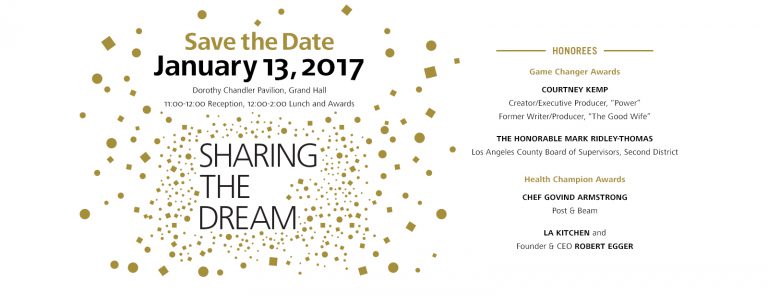 Save the Date
January 13, 2017
Dorothy Chandler Pavilion, Grand Hall
11:00-12:00 Reception, 12:00-2:00 Lunch and Awards
SHARING
THE
DREAM
HONOREES
Game Changer Awards
COURTNEY KEMP
Creator/Executive Producer, “Power”
Former Writer/Producer, “The Good Wife”
THE HONORABLE MARK RIDLEY-THOMAS
Los Angeles County Board of Supervisors, Second District
Health Champion Awards
CHEF GOVIND ARMSTRONG
Post & Beam
LA KITCHEN and
Founder & CEO ROBERT EGGER